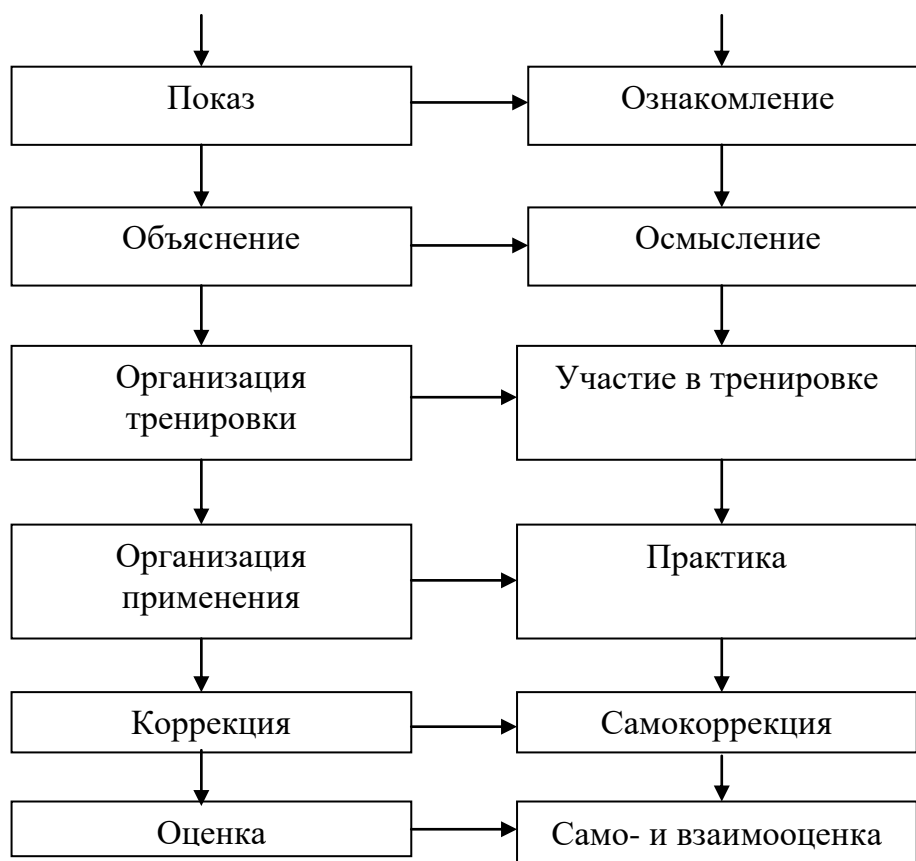 Показ
Ознакомление
Объяснение
Осмысление
Организация
тренировки
Участие в тренировке
Организация
применения
Практика
Коррекция
Самокоррекция
Оценка
Само- и взаимооценка